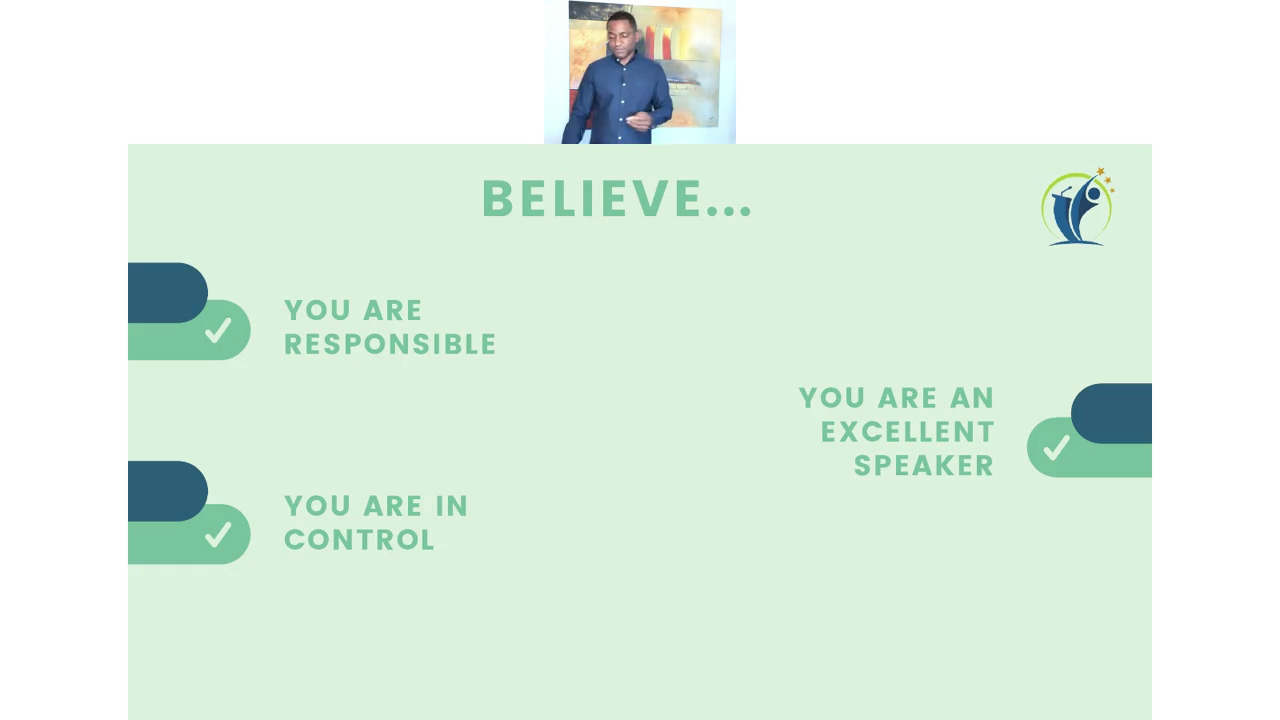 BELIEVE...
YOU ARE
RESPONSIBLE
YOU ARE AN
EXCELLENT
SPEAKER
YOU ARE IN
CONTROL